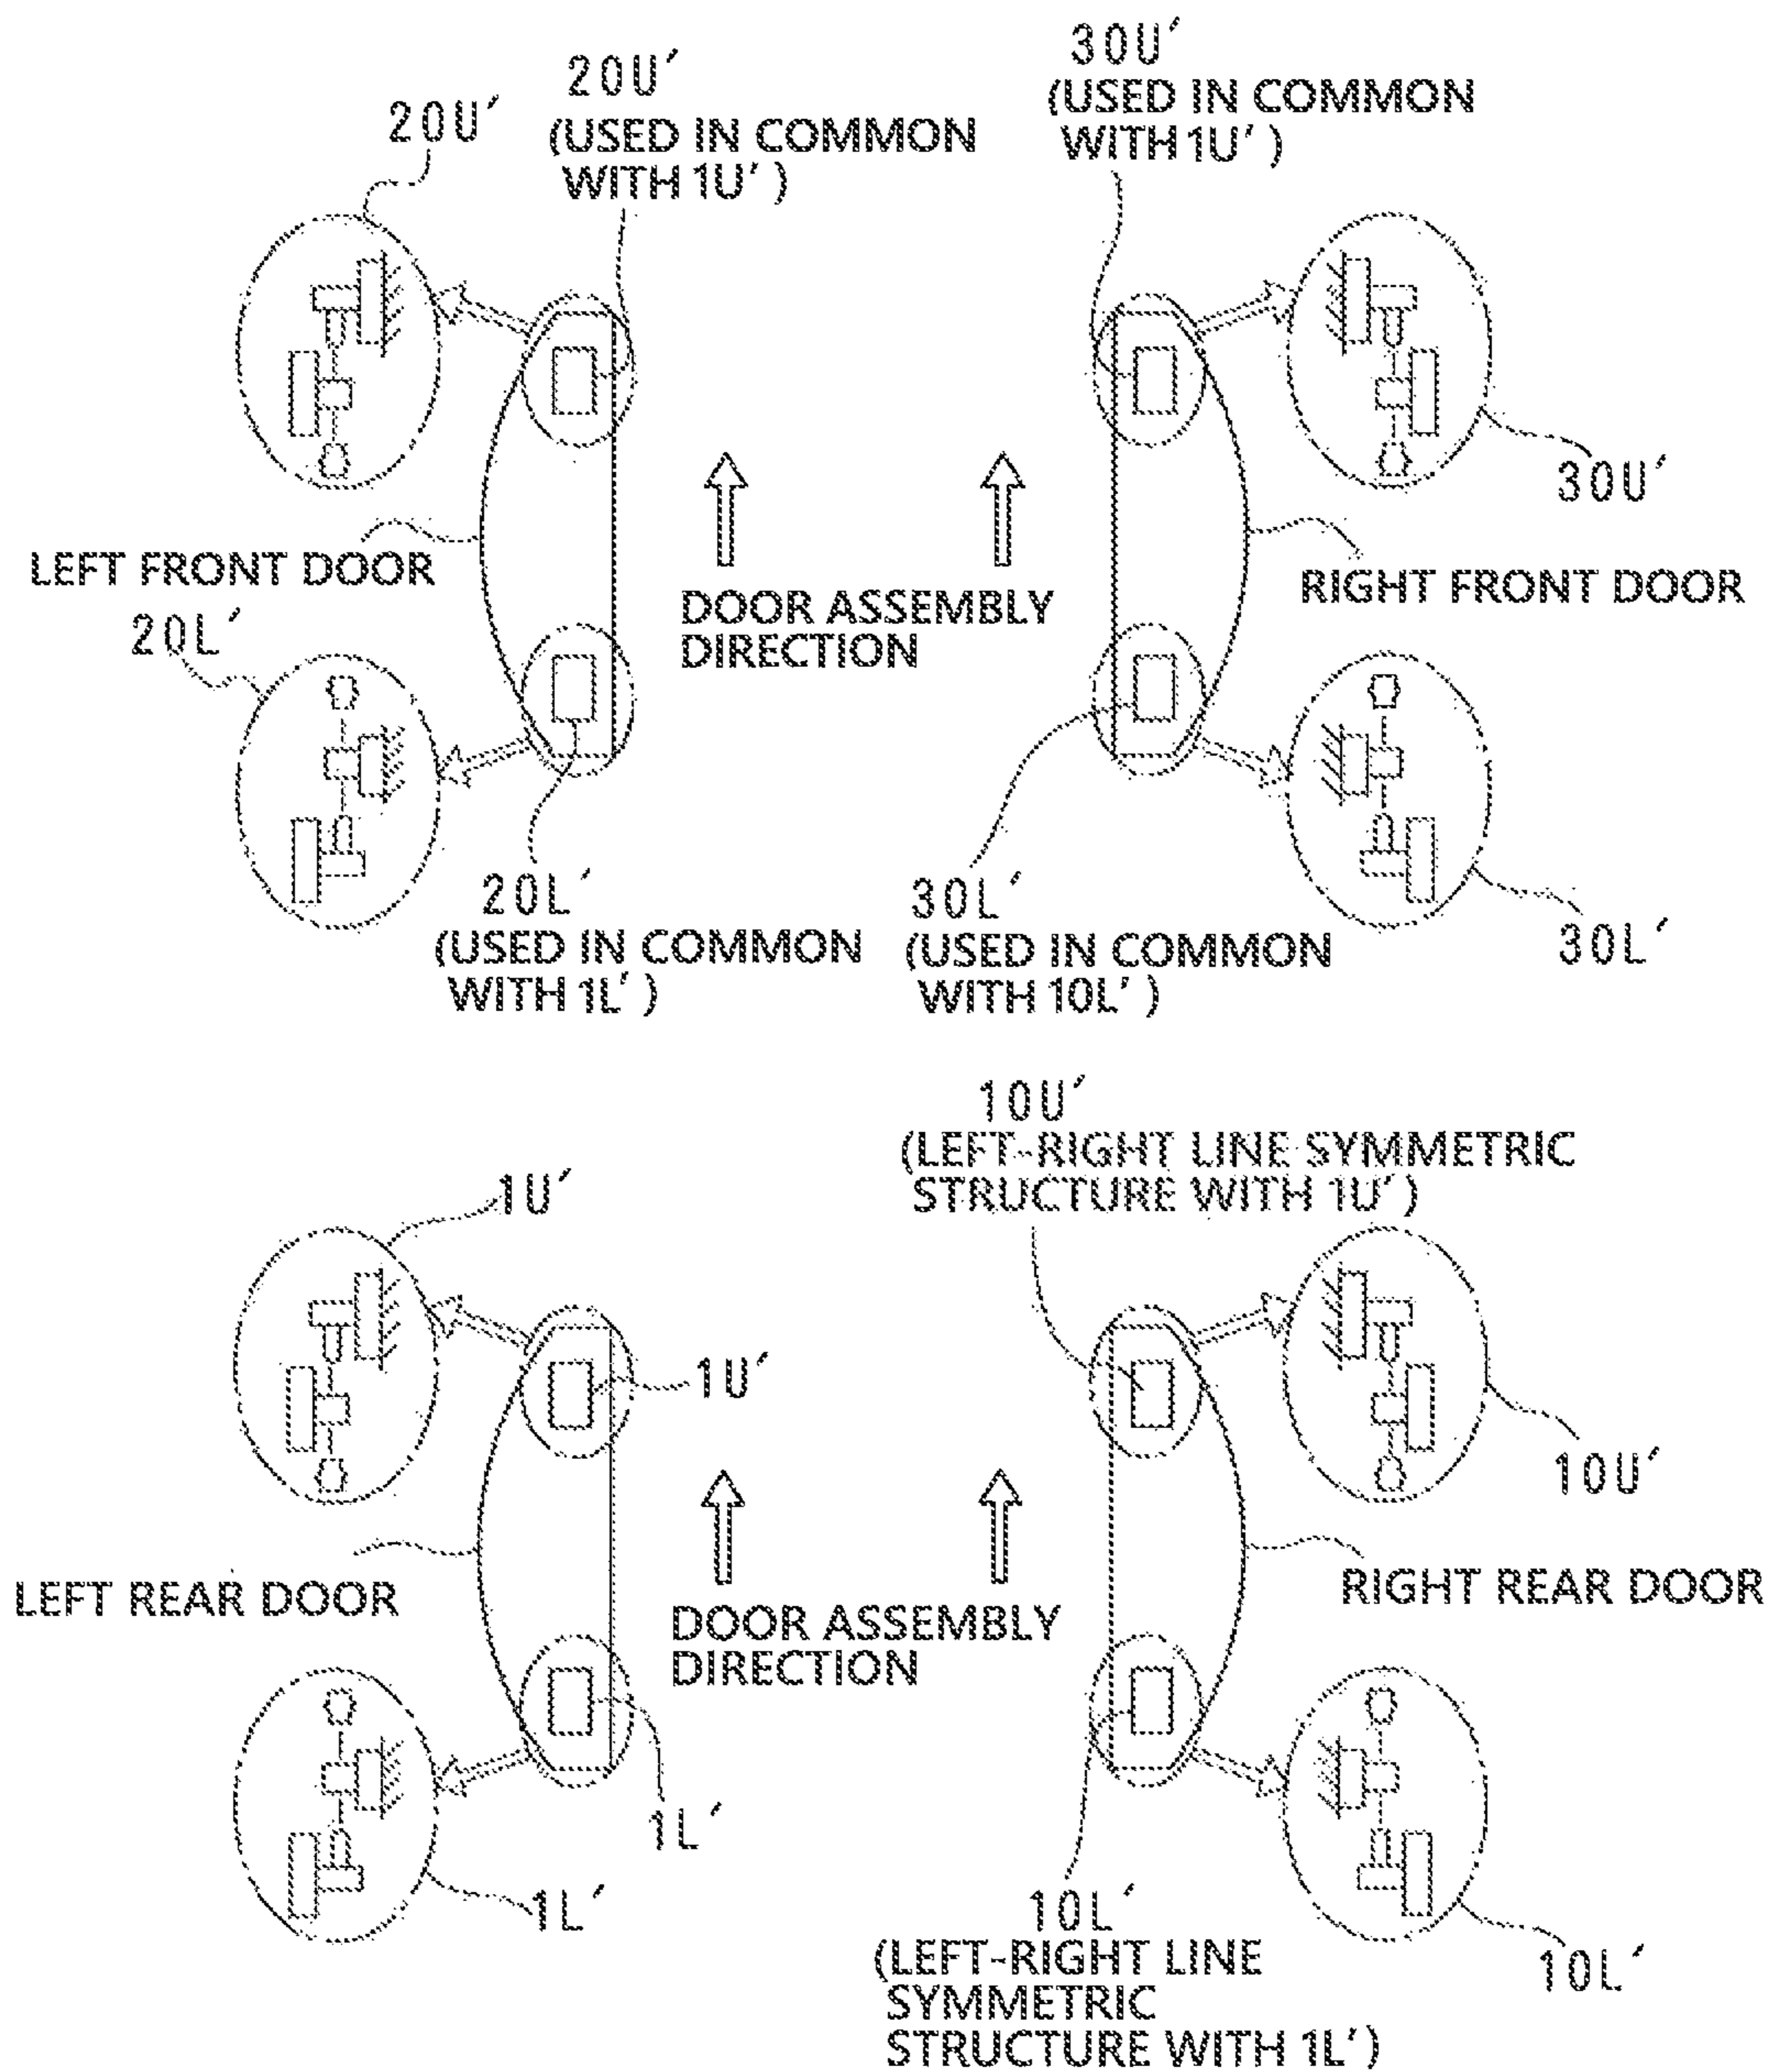 30U′
(USED IN COMMON
WITH 1U′ )
20U′
(USED IN COMMON
WITH 1U′ )
20U′
30U′
LEFT FRONT DOOR
RIGHT FRONT DOOR
DOOR ASSEMBLY
DIRECTION
20L′
20L′
(USED IN COMMON
WITH 1L′ )
30L′
(USED IN COMMON
WITH 10L′ )
30L′
10U′
(LEFT-RIGHT LINE SYMMETRIC
STRUCTURE WITH 1U′ )
1U′
1U′
10U′
LEFT REAR DOOR
RIGHT REAR DOOR
DOOR ASSEMBLY
DIRECTION
1L′
1L′
10L′
(LEFT-RIGHT LINE
SYMMETRIC
STRUCTURE WITH 1L′ )
10L′